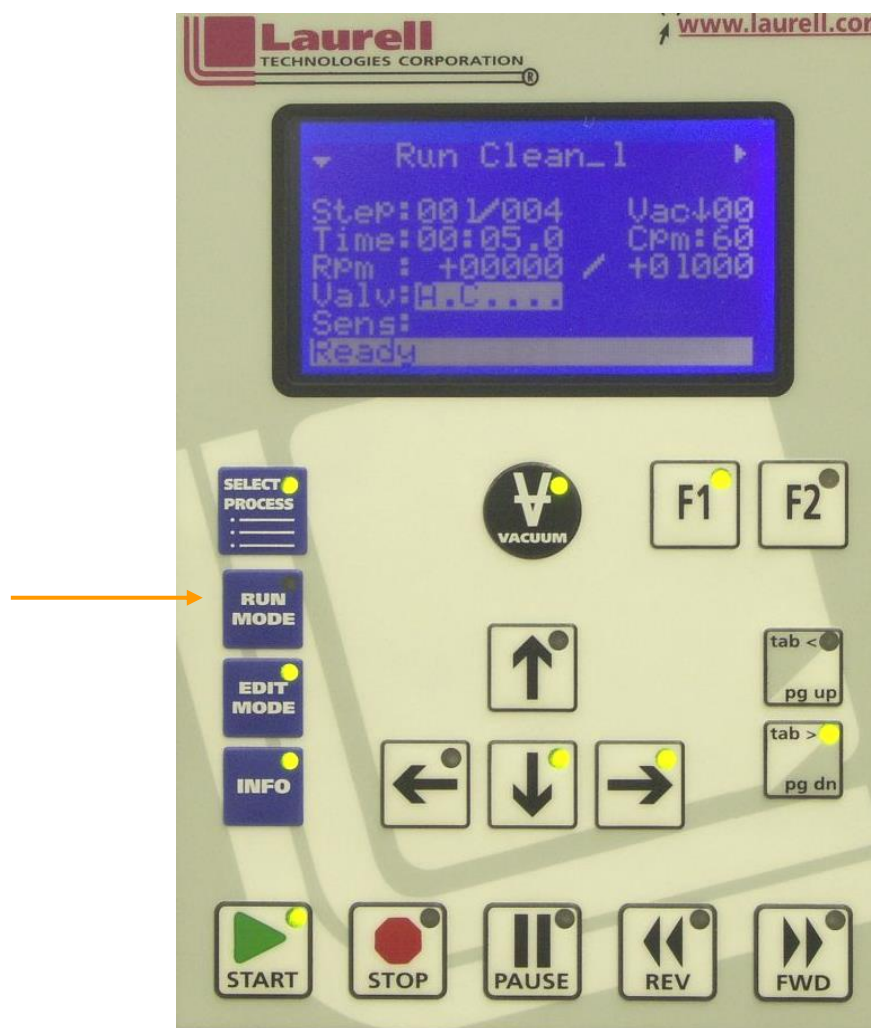 Laurell
TECHNOLOGIES CORPORATION
®
www.laurell.cor
Run Clean_1
Step:001/004 Vac↓00
Time:00:05.0 Cpm:60
Rpm : +00000 / +01000
Valv:A.C....
Sens:
Ready
SELECT
PROCESS
VACUUM
F1
F2
RUN
MODE
tab <
pg up
EDIT
MODE
tab >
pg dn
INFO
START
STOP
PAUSE
REV
FWD